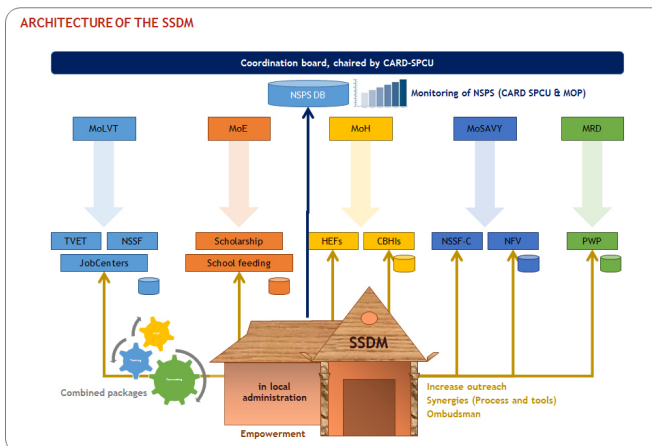 ARCHITECTURE OF THE SSDM
Coordination board, chaired by CARD-SPCU
NSPS DB
Monitoring of NSPS (CARD SPCU & MOP)
MoLVT
MoE
MoH
MoSAVY
MRD
TVET
NSSF
Scholarship
HEFs
CBHIs
NSSF-C
NFV
PWP
JobCenters
School feeding
SSDM
Combined packages
in local
administration
Empowerment
Increase outreach
Synergies (Process and tools)
Ombudsman